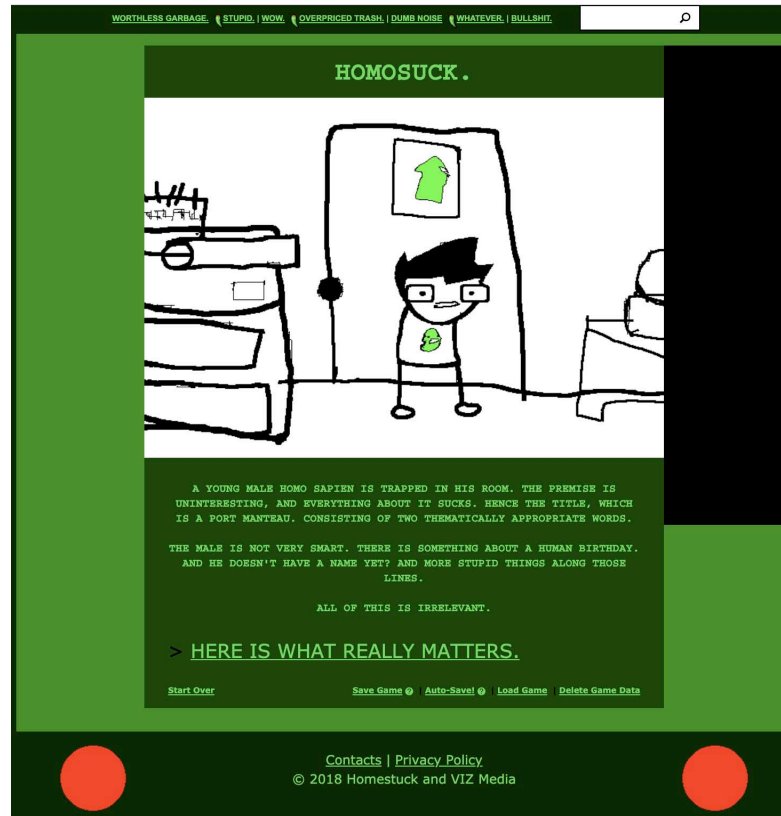 WORTHLESS GARBAGE. STUPID. | WOW. OVERPRICED TRASH. | DUMB NOISE WHATEVER. | BULLSHIT.
HOMOSUCK.
A YOUNG MALE HOMO SAPIEN IS TRAPPED IN HIS ROOM. THE PREMISE IS
UNINTERESTING, AND EVERYTHING ABOUT IT SUCKS. HENCE THE TITLE, WHICH
IS A PORT MANTEAU. CONSISTING OF TWO THEMATICALLY APPROPRIATE WORDS.
THE MALE IS NOT VERY SMART. THERE IS SOMETHING ABOUT A HUMAN BIRTHDAY.
AND HE DOESN'T HAVE A NAME YET? AND MORE STUPID THINGS ALONG THOSE
LINES.
ALL OF THIS IS IRRELEVANT.
> HERE IS WHAT REALLY MATTERS.
Start Over Save Game ? | Auto-Save! ? | Load Game | Delete Game Data
Contacts | Privacy Policy
© 2018 Homestuck and VIZ Media